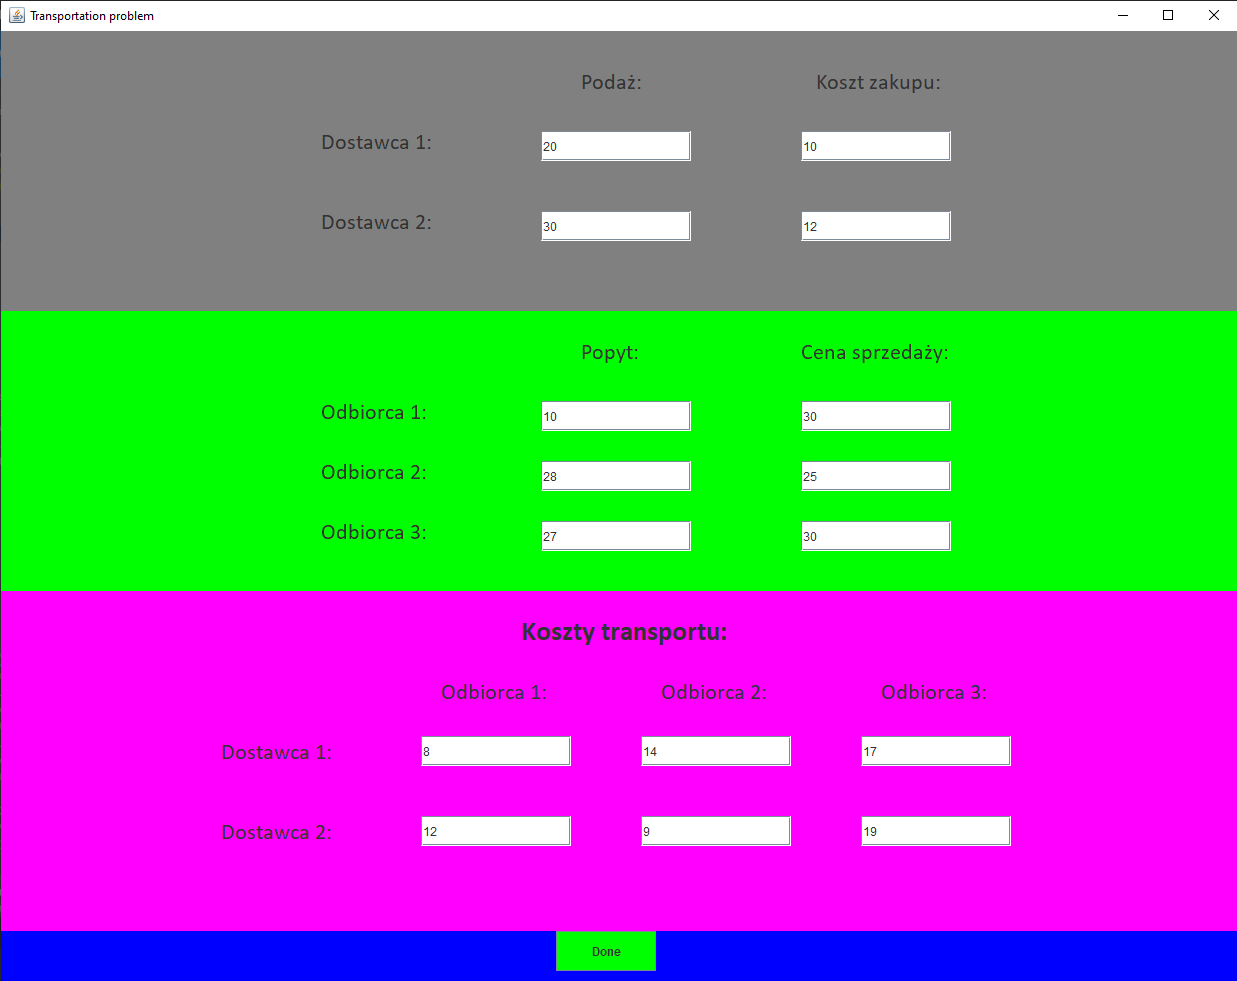 Transportation problem
Podaż: Koszt zakupu:
Dostawca 1: 20 10
Dostawca 2: 30 12
Popyt: Cena sprzedaży:
Odbiorca 1: 10 30
Odbiorca 2: 28 25
Odbiorca 3: 27 30
Koszty transportu:
Odbiorca 1: Odbiorca 2: Odbiorca 3:
Dostawca 1: 8 14 17
Dostawca 2: 12 9 19
Done